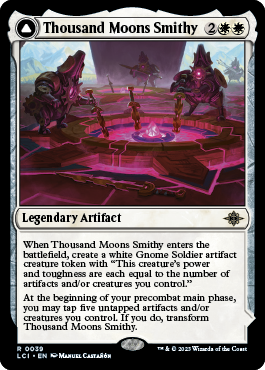 Thousand Moons Smithy 2
Legendary Artifact
When Thousand Moons Smithy enters the
battlefield, create a white Gnome Soldier artifact
creature token with “This creature’s power
and toughness are each equal to the number of
artifacts and/or creatures you control.”
At the beginning of your precombat main phase,
you may tap five untapped artifacts and/or
creatures you control. If you do, transform
Thousand Moons Smithy.
R 0039
LCI • EN Manuel Castañón
™ & © 2023 Wizards of the Coast